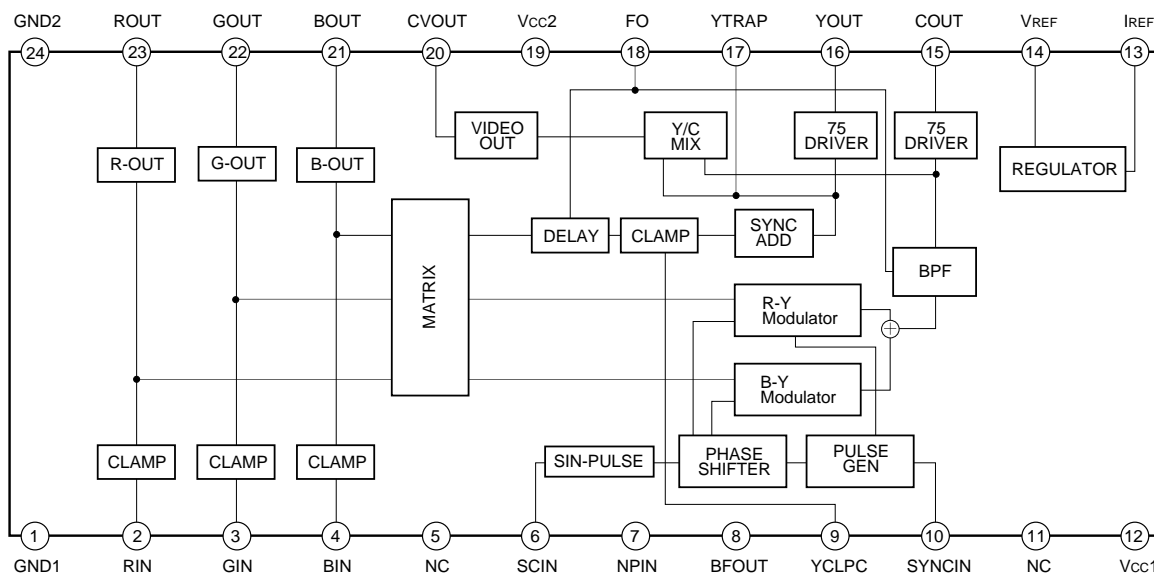 GND2 ROUT GOUT BOUT CVOUT VCC2 FO YTRAP YOUT COUT VREF IREF
24 23 22 21 20 19 18 17 16 15 14 13
VIDEO
OUT
Y/C
MIX
75
DRIVER
75
DRIVER
R-OUT
G-OUT
B-OUT
REGULATOR
MATRIX
DELAY
CLAMP
SYNC
ADD
BPF
R-Y
Modulator
B-Y
Modulator
CLAMP
CLAMP
CLAMP
SIN-PULSE
PHASE
SHIFTER
PULSE
GEN
1 2 3 4 5 6 7 8 9 10 11 12
GND1 RIN GIN BIN NC SCIN NPIN BFOUT YCLPC SYNCIN NC VCC1